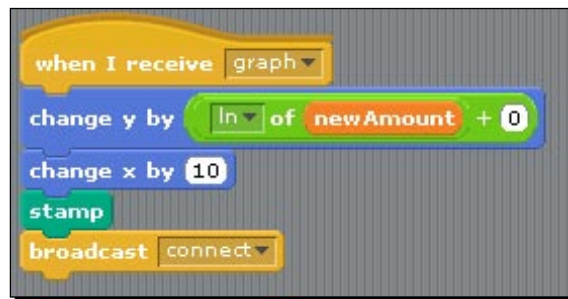 when I receive graph
change y by ln of newAmount + 0
change x by 10
stamp
broadcast connect